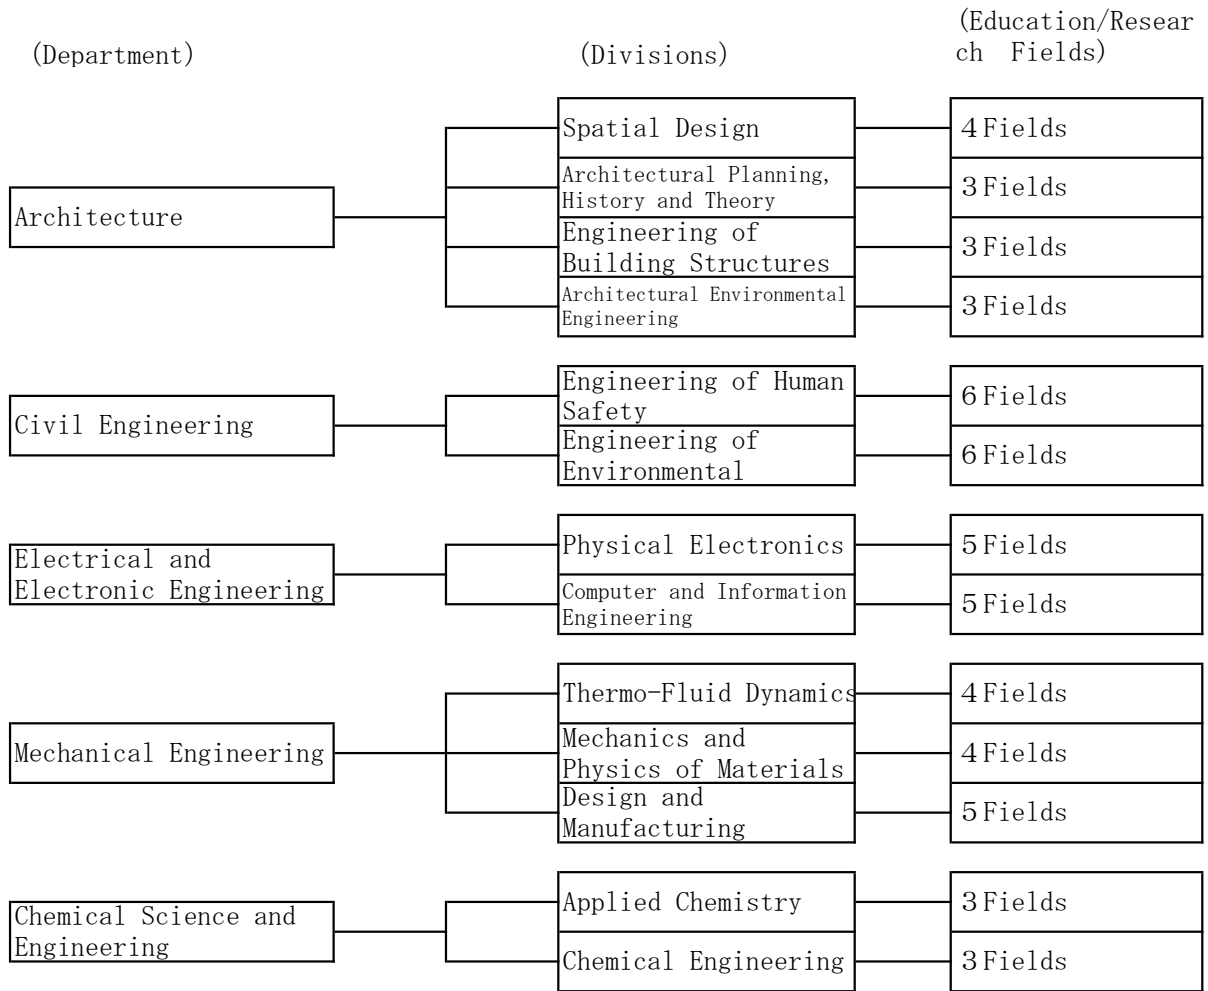 (Department)
(Divisions)
(Education/Resear
ch Fields)
Architecture
Spatial Design
4 Fields
Architectural Planning,
History and Theory
3 Fields
Engineering of
Building Structures
3 Fields
Architectural Environmental
Engineering
3 Fields
Civil Engineering
Engineering of Human
Safety
6 Fields
Engineering of
Environmental
6 Fields
Electrical and
Electronic Engineering
Physical Electronics
5 Fields
Computer and Information
Engineering
5 Fields
Mechanical Engineering
Thermo-Fluid Dynamics
4 Fields
Mechanics and
Physics of Materials
4 Fields
Design and
Manufacturing
5 Fields
Chemical Science and
Engineering
Applied Chemistry
3 Fields
Chemical Engineering
3 Fields